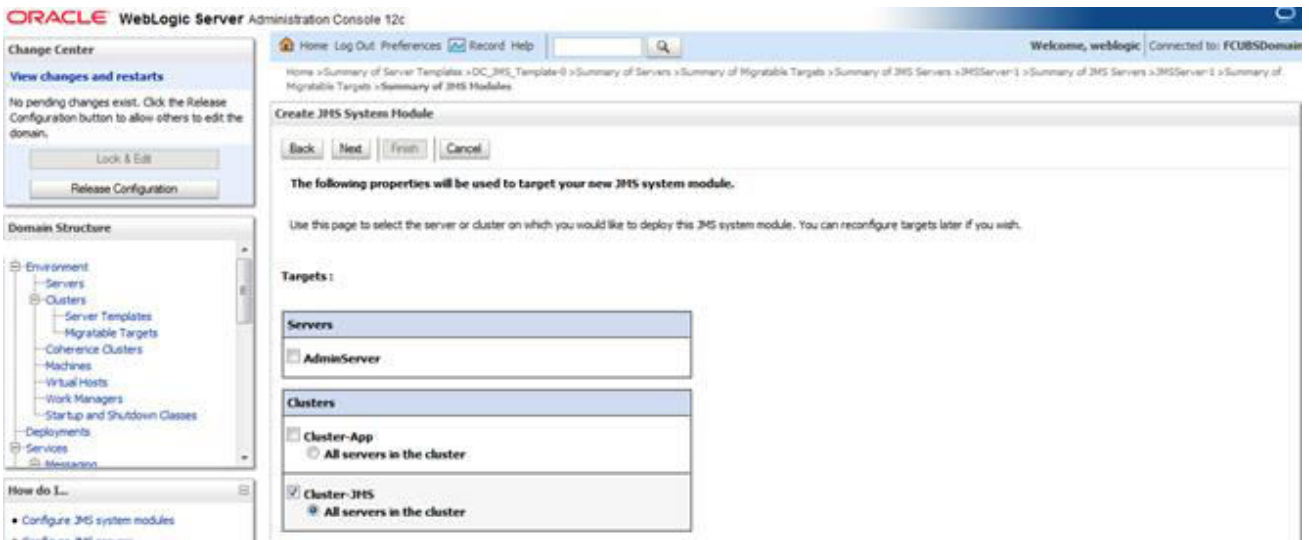 ORACLE WebLogic Server Administration Console 12c
Change Center
View changes and restarts
No pending changes exist. Click the Release
Configuration button to allow others to edit the
domain.
Lock & Edit
Release Configuration
Domain Structure
Environment
Servers
Clusters
Server Templates
Migratable Targets
Coherence Clusters
Machines
Virtual Hosts
Work Managers
Startup and Shutdown Classes
Deployments
Services
Messaging
How do I...
Configure JMS system modules
Configure JMS servers
Home Log Out Preferences Record Help
Welcome, weblogic Connected to: FCUBSDomain
Home >Summary of Server Templates >DC_JMS_Template-0 >Summary of Servers >Summary of Migratable Targets >Summary of JMS Servers >JMSServer-1 >Summary of JMS Servers >JMSServer-1 >Summary of
Migratable Targets >Summary of JMS Modules
Create JMS System Module
Back Next Finish Cancel
The following properties will be used to target your new JMS system module.
Use this page to select the server or cluster on which you would like to deploy this JMS system module. You can reconfigure targets later if you wish.
Targets :
Servers
AdminServer
Clusters
Cluster-App
All servers in the cluster
Cluster-JMS
All servers in the cluster